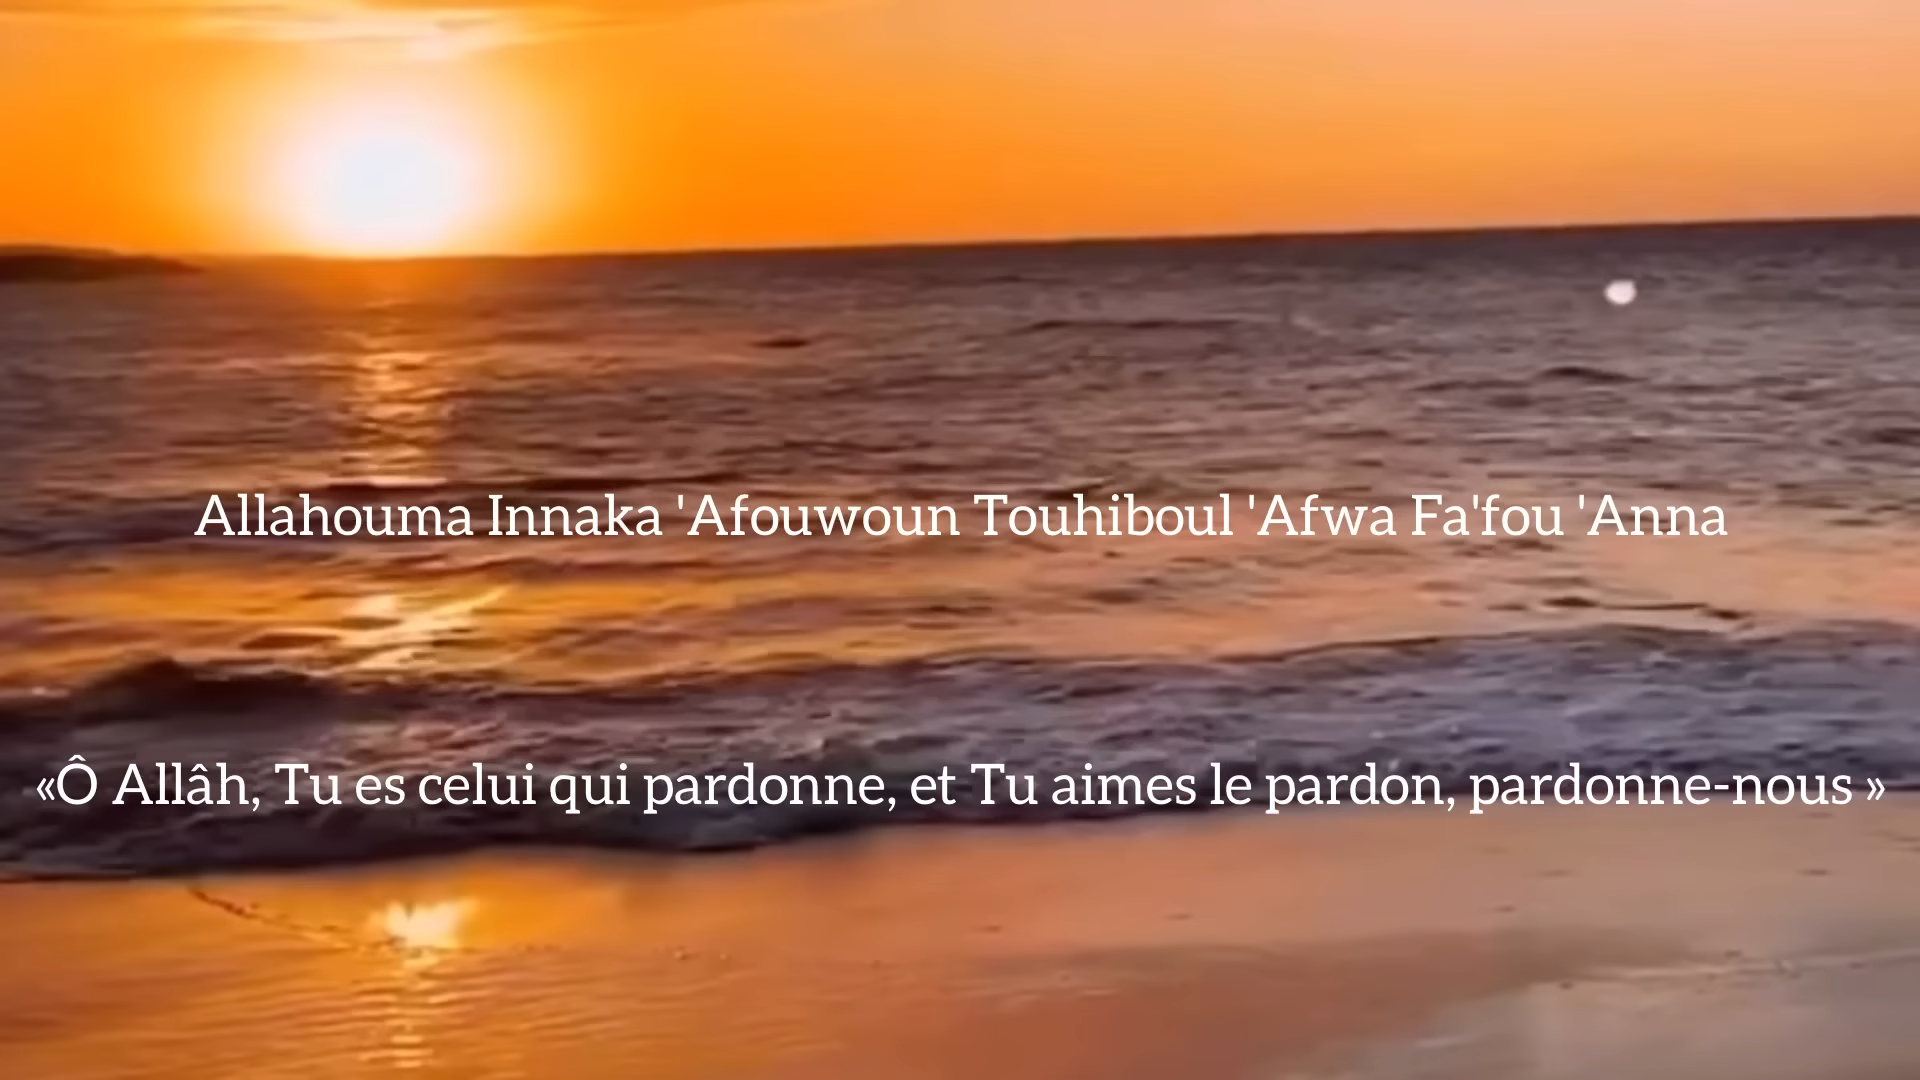 Allahouma Innaka 'Afouwoun Touhiboul 'Afwa Fa'fou 'Anna
«Ô Allâh, Tu es celui qui pardonne, et Tu aimes le pardon, pardonne-nous »